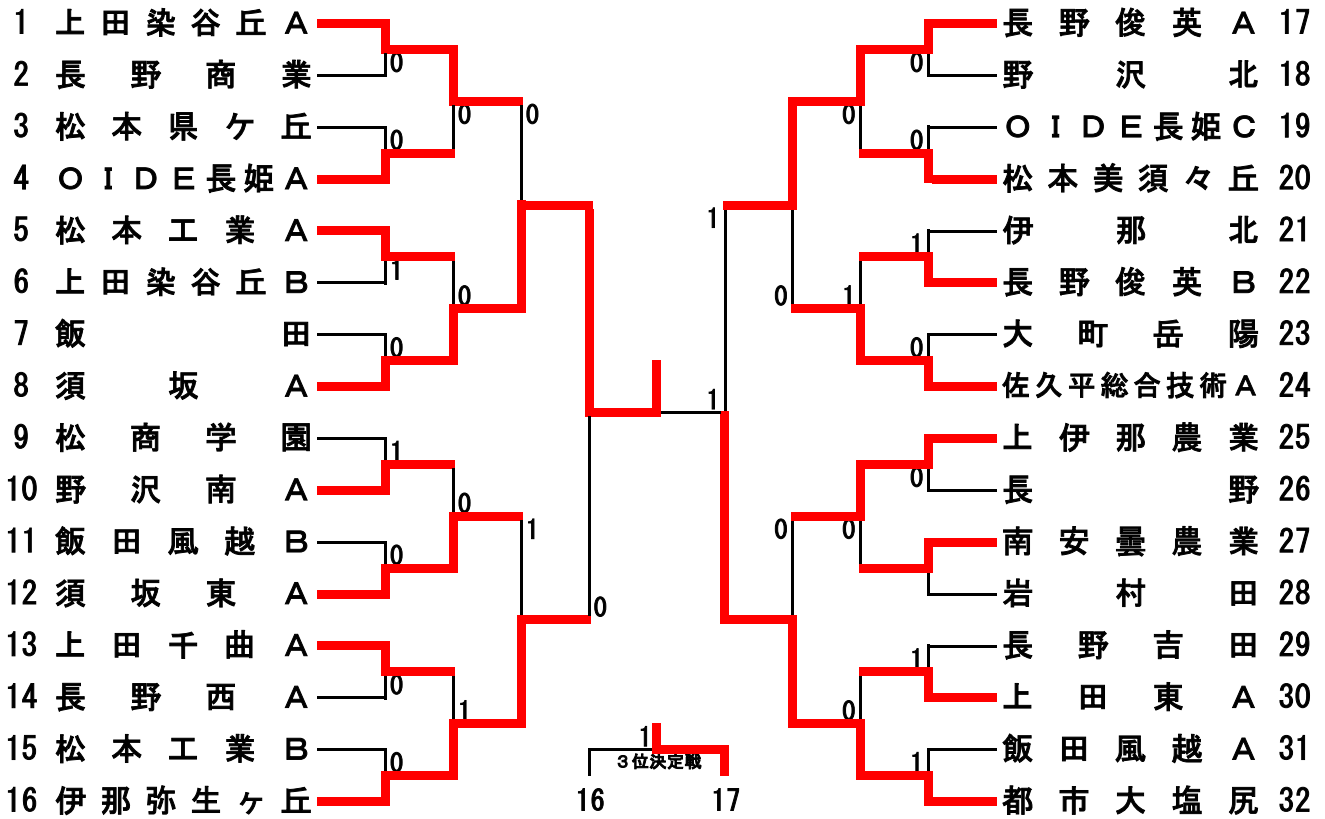 1 上田染谷丘A
0
2 長野商業
0
3 松本県ケ丘
0
4 OIDE長姫A
0
5 松本工業A
1
6 上田染谷丘B
0
7 飯田
0
8 須坂A
9 松商学園
1
10 野沢南A
0
11 飯田風越B
0
1
12 須坂東A
0
13 上田千曲A
0
14 長野西A
1
15 松本工業B
0
16 伊那弥生ヶ丘
長野俊英A 17
0
野沢北 18
0
OIDE長姫C 19
0
松本美須々丘 20
1
伊那北 21
1
長野俊英B 22
0
1
大町岳陽 23
0
佐久平総合技術A 24
1
上伊那農業 25
0
長野 26
0
0
南安曇農業 27
岩村田 28
長野吉田 29
1
上田東A 30
0
飯田風越A 31
1
都市大塩尻 32
1
3位決定戦
16 17